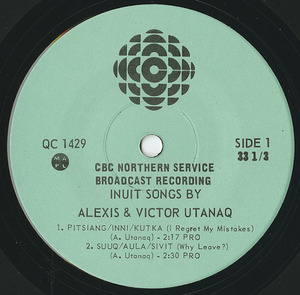 QC 1429
SIDE 1
33 1/3
CBC NORTHERN SERVICE
BROADCAST RECORDING
INUIT SONGS BY
ALEXIS & VICTOR UTANAQ
1. PITSIANG/INNI/KUTKA (I Regret My Mistakes)
(A. Utanaq) - 2:17 PRO
2. SUUQ/AULA/SIVIT (Why Leave?)
(A. Utanaq) - 2:30 PRO